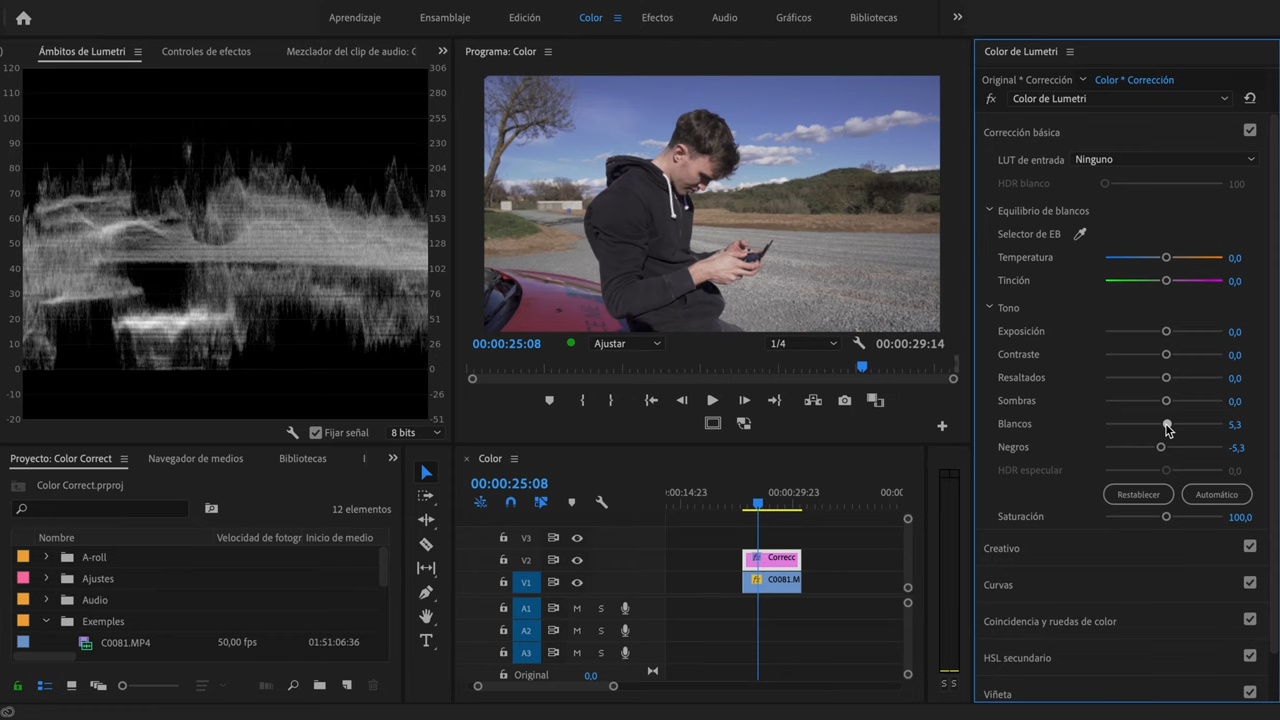 Aprendizaje
Ensamblaje
Edición
Color
Efectos
Audio
Gráficos
Bibliotecas
Ámbitos de Lumetri
Controles de efectos
Mezclador del clip de audio: C
120
110
100
90
80
70
60
50
40
30
20
10
0
-10
-20
306
280
255
230
204
178
153
128
102
76
51
26
0
-26
-51
Fijar señal
8 bits
Programa: Color
00:00:25:08
Ajustar
1/4
00:00:29:14
Color de Lumetri
Original * Corrección
Color * Corrección
fx
Color de Lumetri
Corrección básica
LUT de entrada
Ninguno
HDR blanco
100
Equilibrio de blancos
Selector de EB
Temperatura
0,0
Tinción
0,0
Tono
Exposición
0,0
Contraste
0,0
Resaltados
0,0
Sombras
0,0
Blancos
5,3
Negros
-5,3
HDR especular
0,0
Restablecer
Automático
Saturación
100,0
Creativo
Curvas
Coincidencia y ruedas de color
HSL secundario
Viñeta
Proyecto: Color Correct
Navegador de medios
Bibliotecas
I
Color Correct.prproj
12 elementos
Nombre
Velocidad de fotogr
Inicio de medio
A-roll
Ajustes
Audio
Exemples
C0081.MP4
50,00 fps
01:51:06:36
Color
00:00:25:08
:00:14:23
00:00:29:23
00:00
V3
V2
fx
Correcc
V1
fx
C0081.M
A1
M
S
A2
M
S
A3
M
S
Original
0,0
S
S